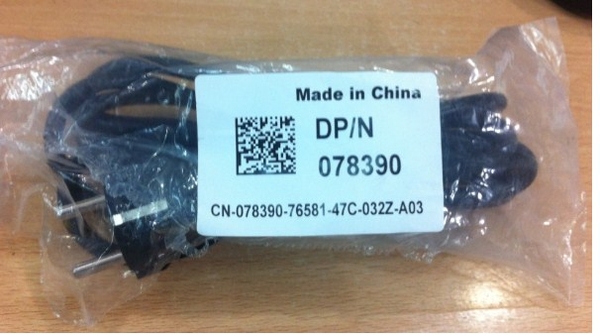 Made in China
DP/N
078390
CN-078390-76581-47C-032Z-A03